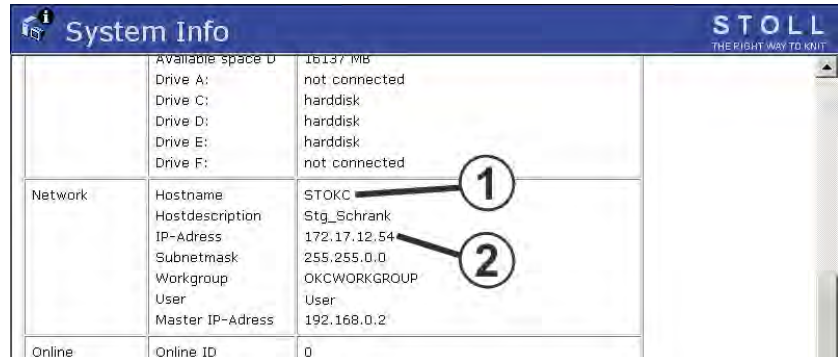 System Info
STOLL
THE RIGHT WAY TO KNIT
Available space D 16137 MB
Drive A: not connected
Drive C: harddisk
Drive D: harddisk
Drive E: harddisk
Drive F: not connected
Network Hostname STOKC 1
Hostdescription Stg_Schrank
IP-Adress 172.17.12.54 2
Subnetmask 255.255.0.0
Workgroup OKCWORKGROUP
User User
Master IP-Adress 192.168.0.2
Online Online ID 0